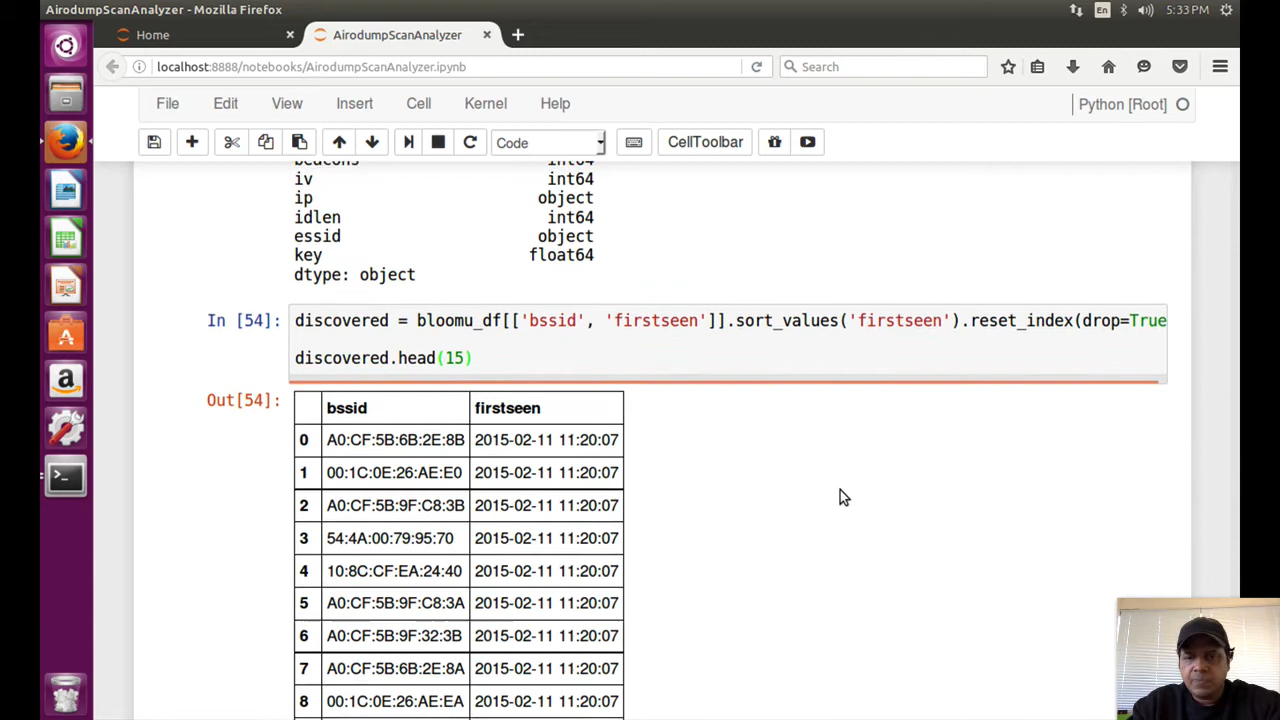 AirodumpScanAnalyzer - Mozilla Firefox
En
5:33 PM
Home
AirodumpScanAnalyzer
localhost:8888/notebooks/AirodumpScanAnalyzer.ipynb
Search
File Edit View Insert Cell Kernel Help
Python [Root]
Code
CellToolbar
beacons int64
iv int64
ip object
idlen int64
essid object
key float64
dtype: object
In [54]: discovered = bloomu_df[['bssid', 'firstseen']].sort_values('firstseen').reset_index(drop=True
discovered.head(15)
Out[54]:
bssid firstseen
0 A0:CF:5B:6B:2E:8B 2015-02-11 11:20:07
1 00:1C:0E:26:AE:E0 2015-02-11 11:20:07
2 A0:CF:5B:9F:C8:3B 2015-02-11 11:20:07
3 54:4A:00:79:95:70 2015-02-11 11:20:07
4 10:8C:CF:EA:24:40 2015-02-11 11:20:07
5 A0:CF:5B:9F:C8:3A 2015-02-11 11:20:07
6 A0:CF:5B:9F:32:3B 2015-02-11 11:20:07
7 A0:CF:5B:6B:2E:8A 2015-02-11 11:20:07
8 00:1C:0E:26:AE:EA 2015-02-11 11:20:07